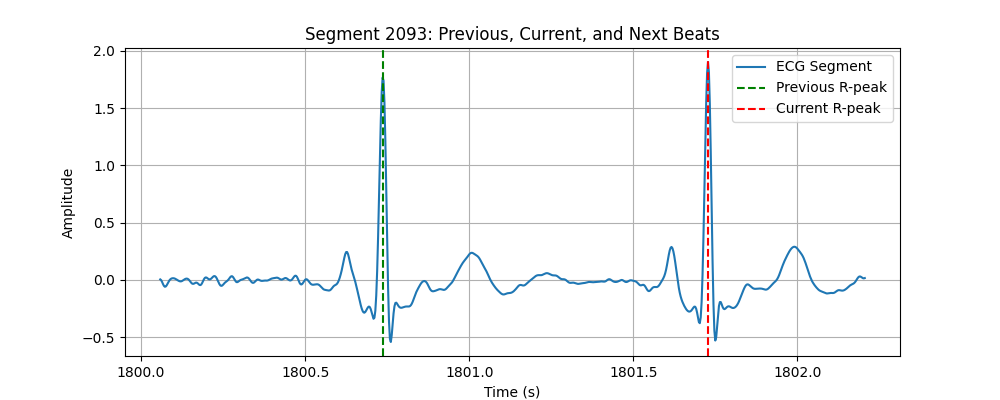 Segment 2093: Previous, Current, and Next Beats
2.0
1.5
1.0
0.5
0.0
−0.5
Amplitude
ECG Segment
Previous R-peak
Current R-peak
1800.0 1800.5 1801.0 1801.5 1802.0
Time (s)